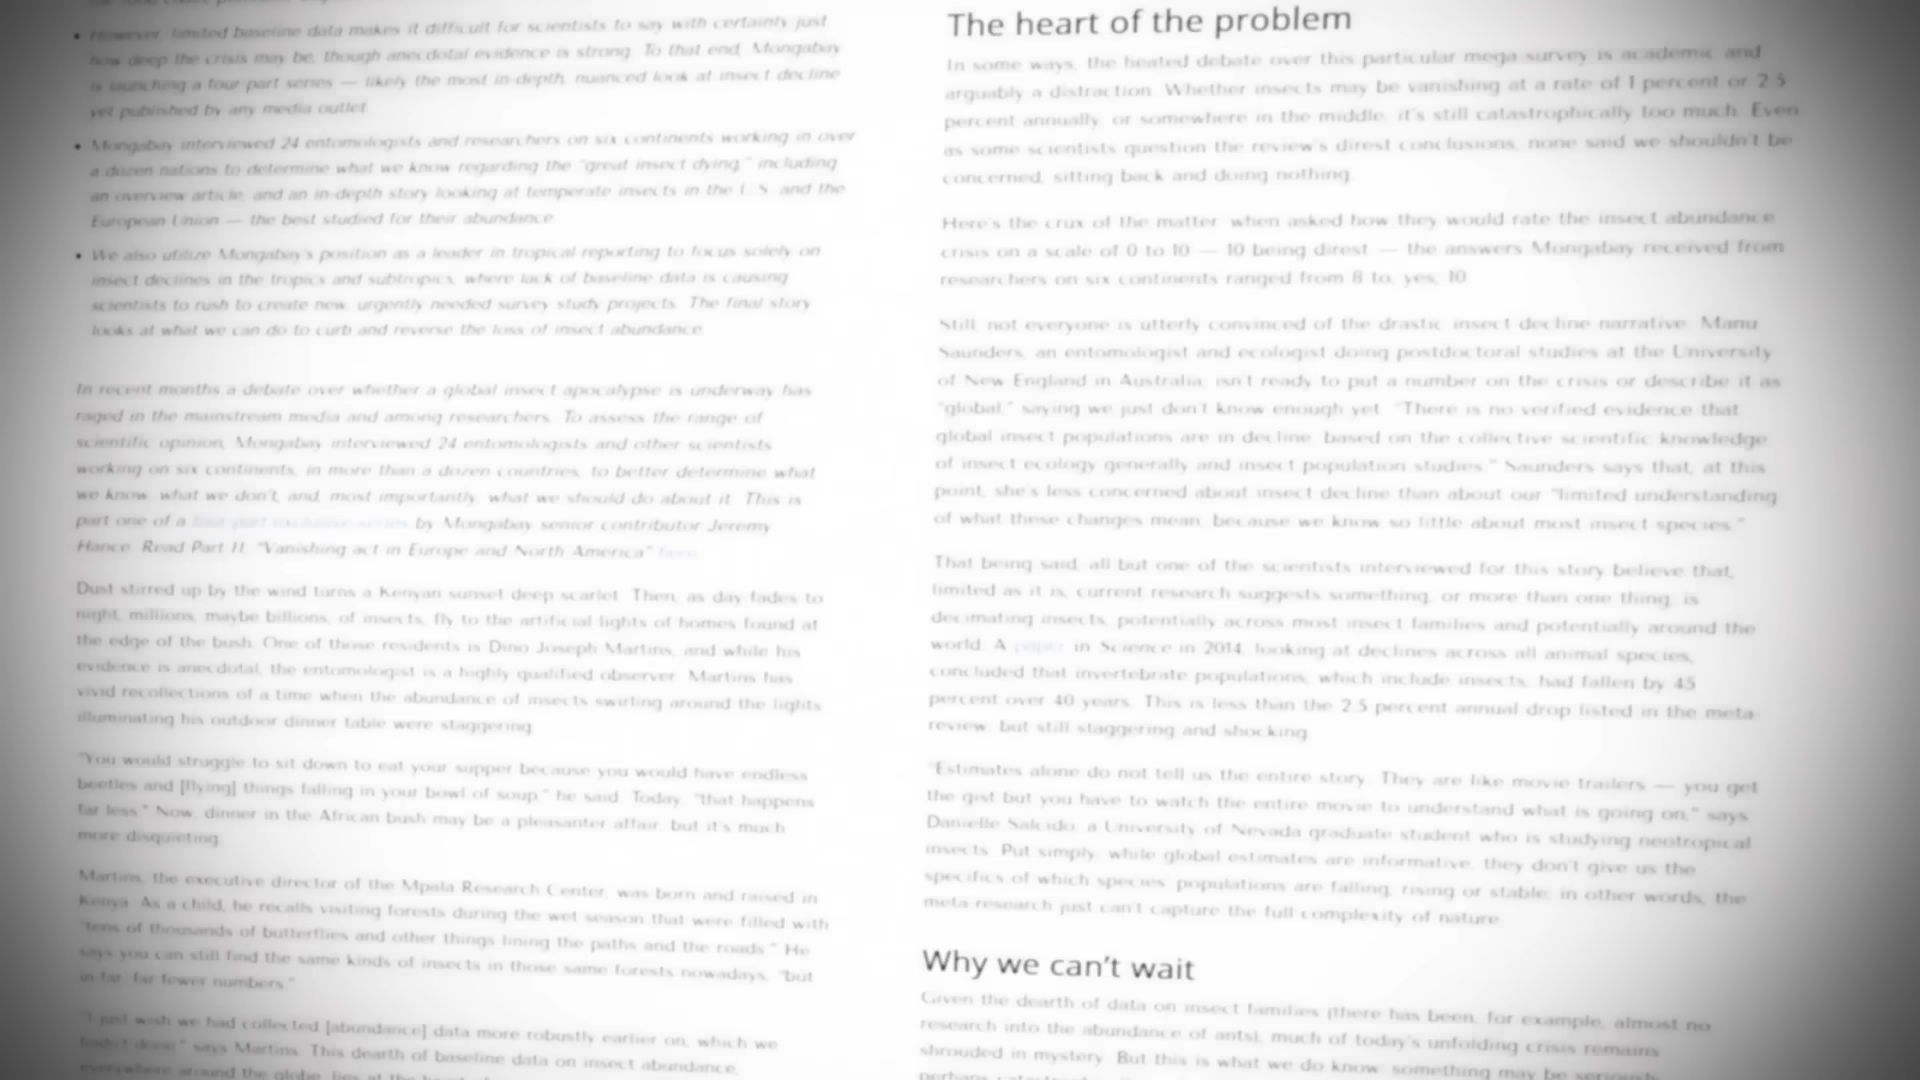 However, limited baseline data makes it difficult for scientists to say with certainty just
how deep the crisis may be, though anecdotal evidence is strong. To that end, Mongabay
is launching a four-part series — likely the most in-depth, nuanced look at insect decline
yet published by any media outlet.
Mongabay interviewed 24 entomologists and researchers on six continents working in over
a dozen nations to determine what we know regarding the “great insect dying,” including
an overview article, and an in-depth story looking at temperate insects in the U.S. and the
European Union — the best studied for their abundance.
We also utilize Mongabay’s position as a leader in tropical reporting to focus solely on
insect declines in the tropics and subtropics, where lack of baseline data is causing
scientists to rush to create new, urgently needed survey study projects. The final story
looks at what we can do to curb and reverse the loss of insect abundance.
In recent months a debate over whether a global insect apocalypse is underway has
raged in the mainstream media and among researchers. To assess the range of
scientific opinion, Mongabay interviewed 24 entomologists and other scientists
working on six continents, in more than a dozen countries, to better determine what
we know, what we don’t, and, most importantly, what we should do about it. This is
part one of a four-part exclusive series by Mongabay senior contributor Jeremy
Hance. Read Part II, “Vanishing act in Europe and North America” here.
Dust stirred up by the wind turns a Kenyan sunset deep scarlet. Then, as day fades to
night, millions, maybe billions, of insects, fly to the artificial lights of homes found at
the edge of the bush. One of those residents is Dino Joseph Martins, and while his
evidence is anecdotal, the entomologist is a highly qualified observer. Martins has
vivid recollections of a time when the abundance of insects swirling around the lights
illuminating his outdoor dinner table were staggering.
“You would struggle to sit down to eat your supper because you would have endless
beetles and [flying] things falling in your bowl of soup,” he said. Today, “that happens
far less.” Now, dinner in the African bush may be a pleasanter affair, but it’s much
more disquieting.
Martins, the executive director of the Mpala Research Center, was born and raised in
Kenya. As a child, he recalls visiting forests during the wet season that were filled with
“tens of thousands of butterflies and other things lining the paths and the roads.” He
says you can still find the same kinds of insects in those same forests nowadays, “but
in far, far fewer numbers.”
“I just wish we had collected [abundance] data more robustly earlier on, which we
hadn’t done,” says Martins. This dearth of baseline data on insect abundance,
everywhere around the globe, lies at the
The heart of the problem
In some ways, the heated debate over this particular mega-survey is academic and
arguably a distraction. Whether insects may be vanishing at a rate of 1 percent or 2.5
percent annually, or somewhere in the middle, it’s still catastrophically too much. Even
as some scientists question the review’s direst conclusions, none said we shouldn’t be
concerned, sitting back and doing nothing.
Here’s the crux of the matter: when asked how they would rate the insect abundance
crisis on a scale of 0 to 10 — 10 being direst — the answers Mongabay received from
researchers on six continents ranged from 8 to, yes, 10.
Still, not everyone is utterly convinced of the drastic insect decline narrative. Manu
Saunders, an entomologist and ecologist doing postdoctoral studies at the University
of New England in Australia, isn’t ready to put a number on the crisis or describe it as
“global,” saying we just don’t know enough yet. “There is no verified evidence that
global insect populations are in decline, based on the collective scientific knowledge
of insect ecology generally and insect population studies.” Saunders says that, at this
point, she’s less concerned about insect decline than about our “limited understanding
of what these changes mean, because we know so little about most insect species.”
That being said, all but one of the scientists interviewed for this story believe that,
limited as it is, current research suggests something, or more than one thing, is
decimating insects, potentially across most insect families and potentially around the
world. A paper in Science in 2014, looking at declines across all animal species,
concluded that invertebrate populations, which include insects, had fallen by 45
percent over 40 years. This is less than the 2.5 percent annual drop listed in the meta-
review, but still staggering and shocking.
“Estimates alone do not tell us the entire story. They are like movie trailers — you get
the gist but you have to watch the entire movie to understand what is going on,” says
Danielle Salcido, a University of Nevada graduate student who is studying neotropical
insects. Put simply, while global estimates are informative, they don’t give us the
specifics of which species’ populations are falling, rising or stable; in other words, the
meta-research just can’t capture the full complexity of nature.
Why we can’t wait
Given the dearth of data on insect families (there has been, for example, almost no
research into the abundance of ants), much of today’s unfolding crisis remains
shrouded in mystery. But this is what we do know: something may be seriously,
perhaps